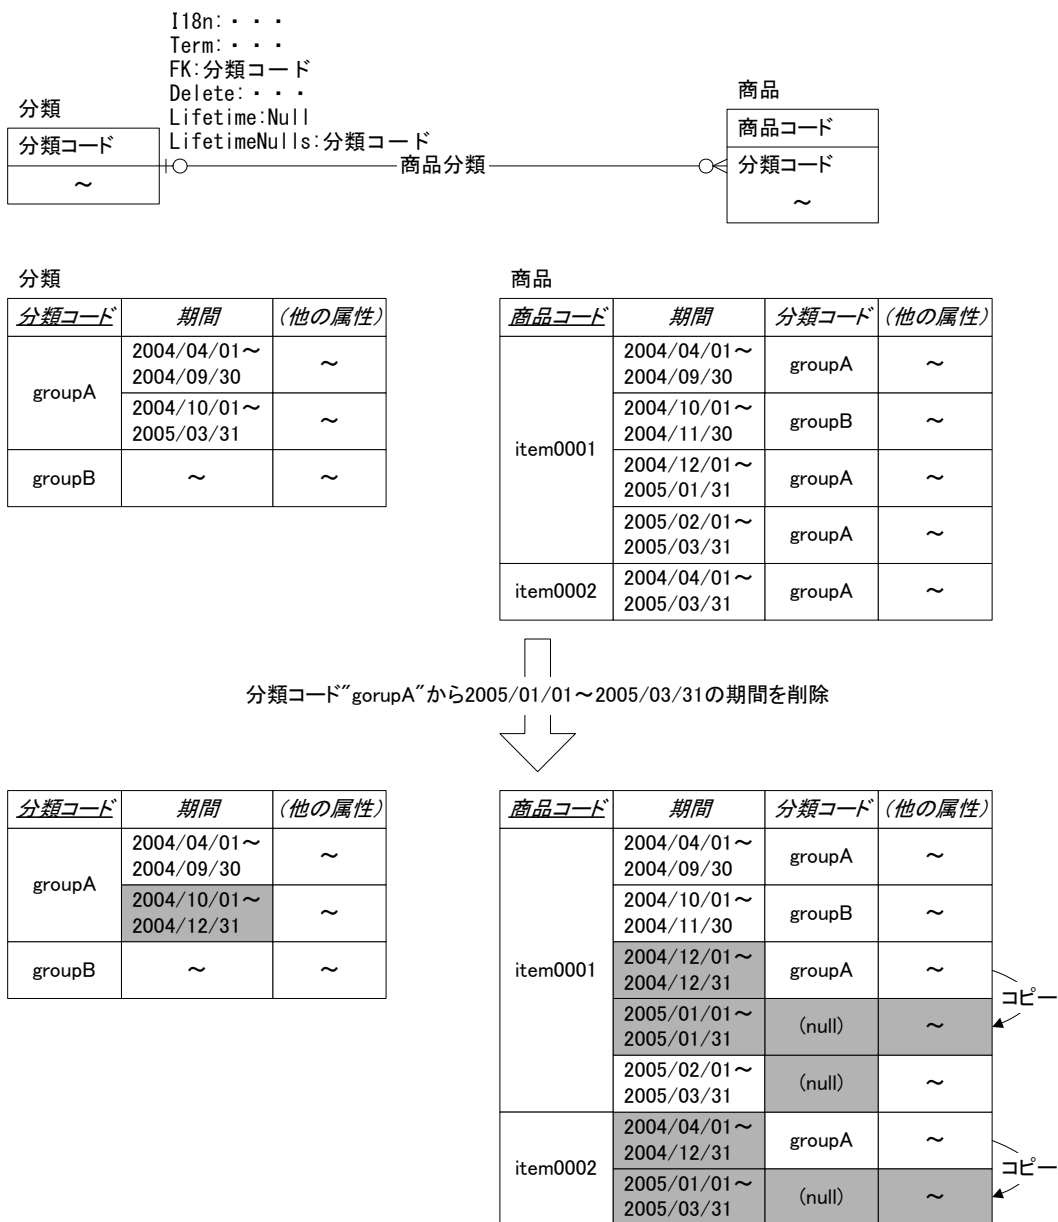 I18n:・・・
Term:・・・
FK:分類コード
Delete:・・・
Lifetime:Null
LifetimeNulls:分類コード
分類
分類コード
～
商品分類
商品
商品コード
分類コード
～
分類
分類コード 期間 (他の属性)
groupA
2004/04/01～
2004/09/30
～
2004/10/01～
2005/03/31
～
groupB ～ ～
商品
商品コード 期間 分類コード (他の属性)
item0001
2004/04/01～
2004/09/30
groupA ～
2004/10/01～
2004/11/30
groupB ～
2004/12/01～
2005/01/31
groupA ～
2005/02/01～
2005/03/31
groupA ～
item0002
2004/04/01～
2005/03/31
groupA ～
分類コード"gorupA"から2005/01/01～2005/03/31の期間を削除
分類コード 期間 (他の属性)
groupA
2004/04/01～
2004/09/30
～
2004/10/01～
2004/12/31
～
groupB ～ ～
商品コード 期間 分類コード (他の属性)
item0001
2004/04/01～
2004/09/30
groupA ～
2004/10/01～
2004/11/30
groupB ～
2004/12/01～
2004/12/31
groupA ～
コピー
2005/01/01～
2005/01/31
(null) ～
2005/02/01～
2005/03/31
(null) ～
item0002
2004/04/01～
2004/12/31
groupA ～
コピー
2005/01/01～
2005/03/31
(null) ～